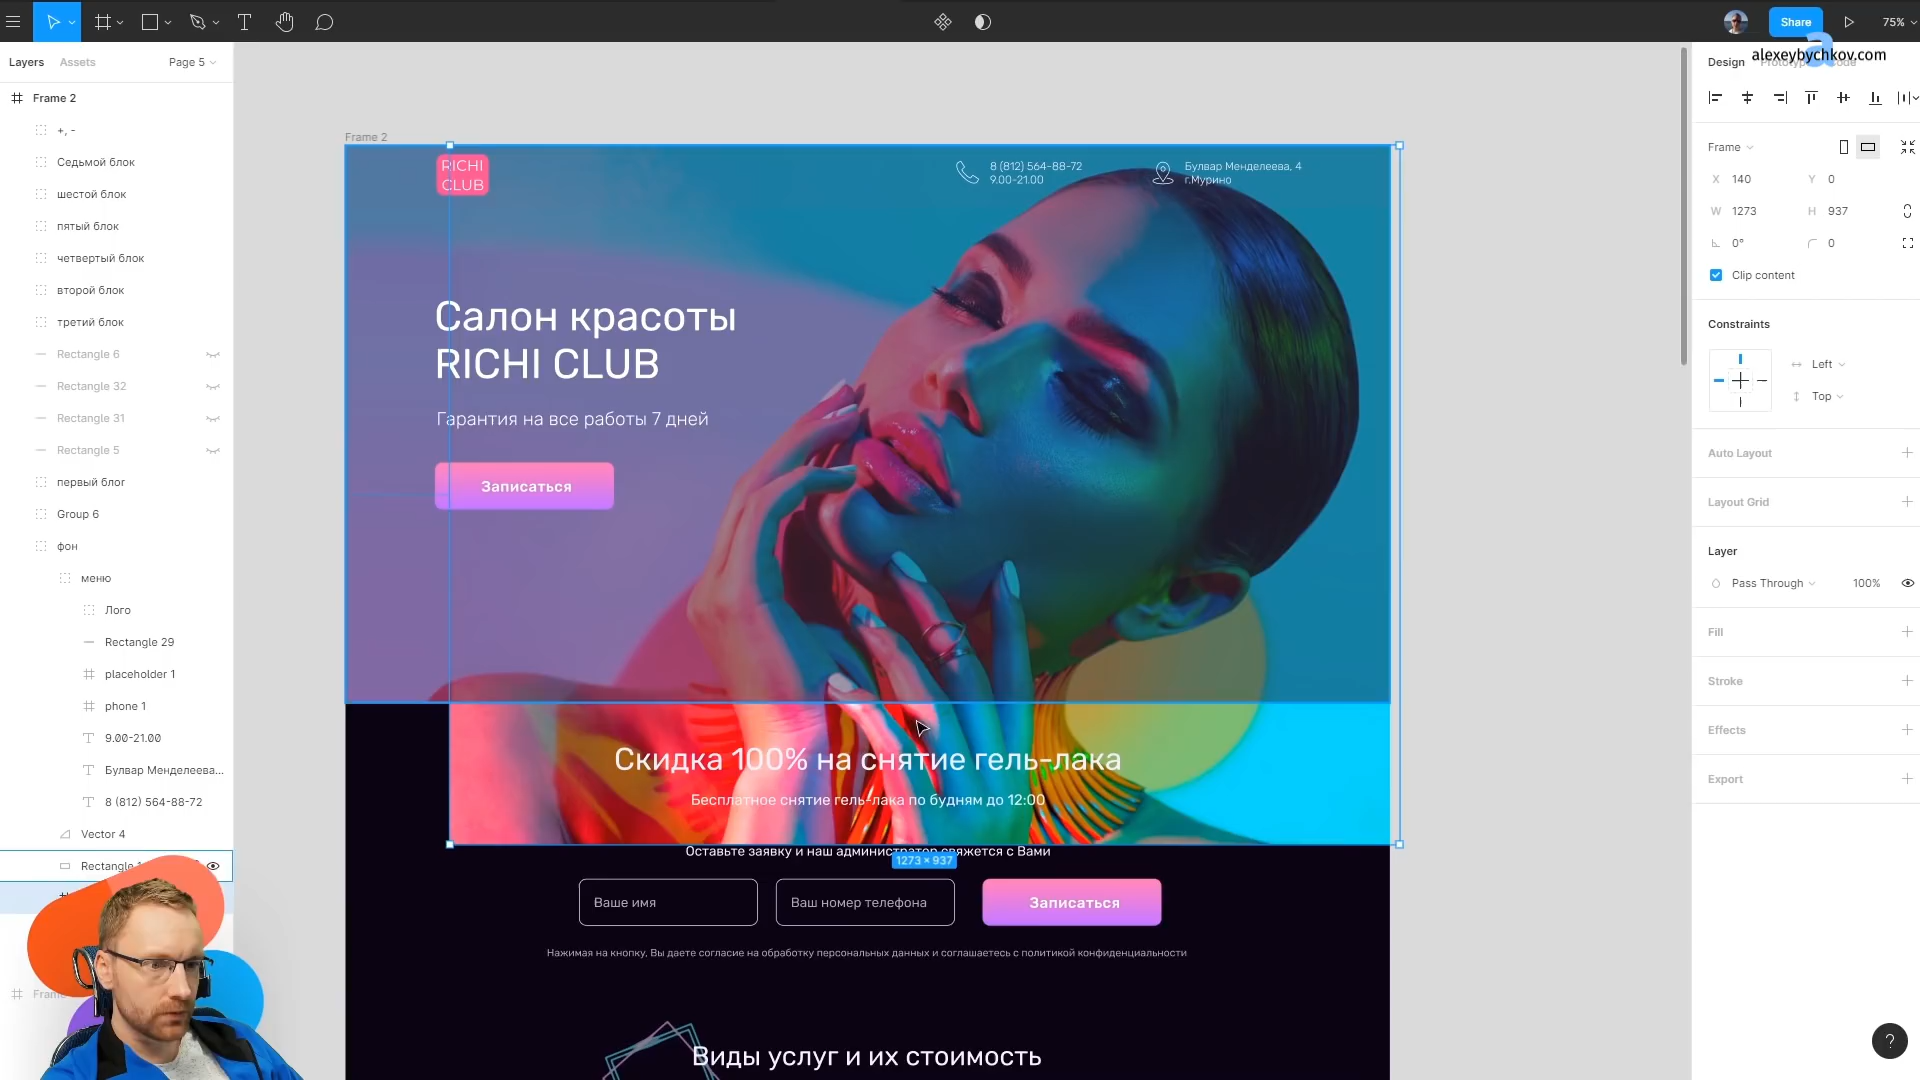 Share
75%
alexeybychkov.com
Layers
Assets
Page 5
Design
Frame 2
+, -
Седьмой блок
шестой блок
пятый блок
четвертый блок
второй блок
третий блок
Rectangle 6
Rectangle 32
Rectangle 31
Rectangle 5
первый блог
Group 6
фон
меню
Лого
Rectangle 29
placeholder 1
phone 1
9.00-21.00
Булвар Менделеева...
8 (812) 564-88-72
Vector 4
Frame 2
RICHI
CLUB
8 (812) 564-88-72
9.00-21.00
Булвар Менделеева, 4
г.Мурино
Салон красоты
RICHI CLUB
Гарантия на все работы 7 дней
Записаться
Скидка 100% на снятие гель-лака
Бесплатное снятие гель-лака по будням до 12:00
Оставьте заявку и наш администратор свяжется с Вами
1273 × 937
Ваше имя
Ваш номер телефона
Записаться
Нажимая на кнопку, Вы даете согласие на обработку персональных данных и соглашаетесь с политикой конфиденциальности
Виды услуг и их стоимость
Frame
X 140
Y 0
W 1273
H 937
0°
0
Clip content
Constraints
Left
Top
Auto Layout
Layout Grid
Layer
Pass Through
100%
Fill
Stroke
Effects
Export
?